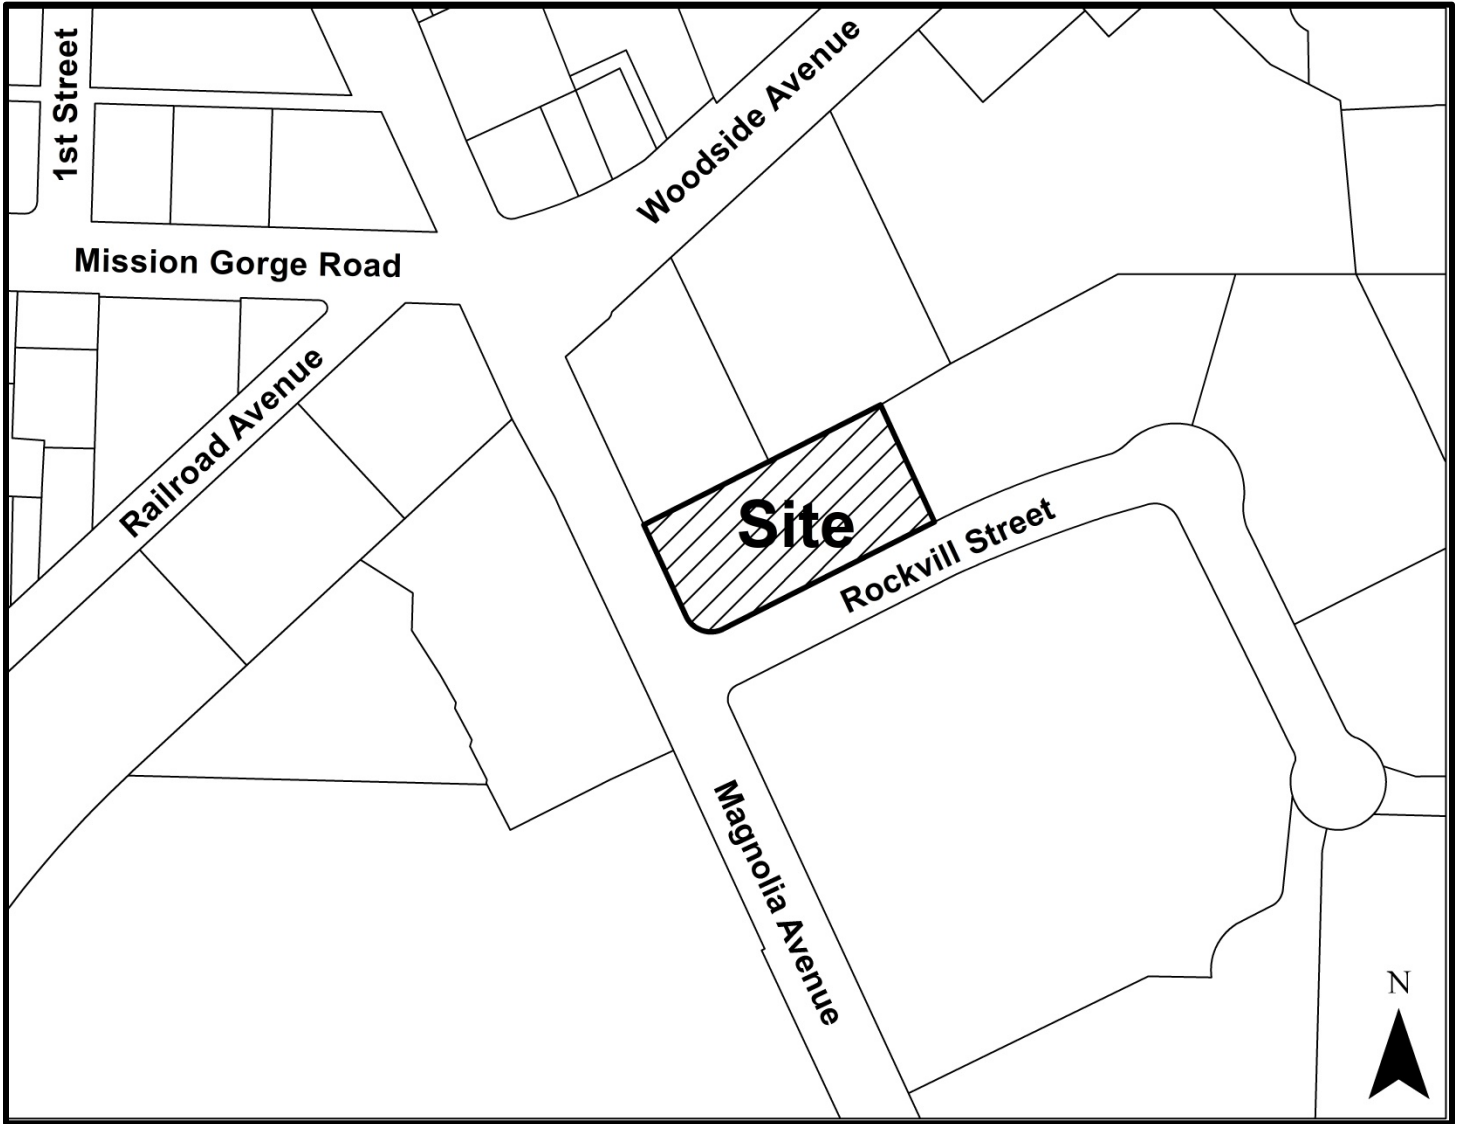 1st Street
Woodside Avenue
Mission Gorge Road
Railroad Avenue
Site
Rockvill Street
Magnolia Avenue
N